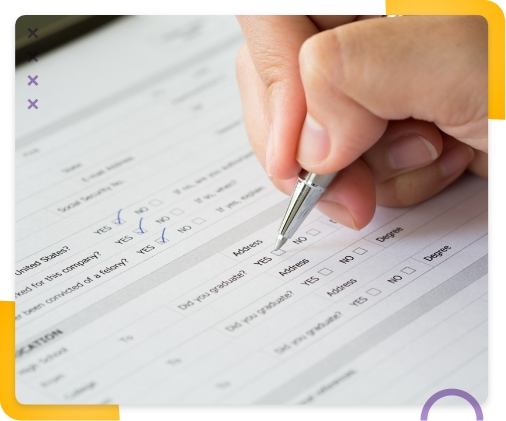 State
E-mail Address
Social Security No.
United States? YES NO If no, are you authorized
ked for this company? YES NO If so, when?
er been convicted of a felony? YES NO If yes, explain
CATION
High School Address
From To Did you graduate? YES NO Degree
College Address
To Did you graduate? YES NO Degree
Address
Did you graduate? YES NO Degree